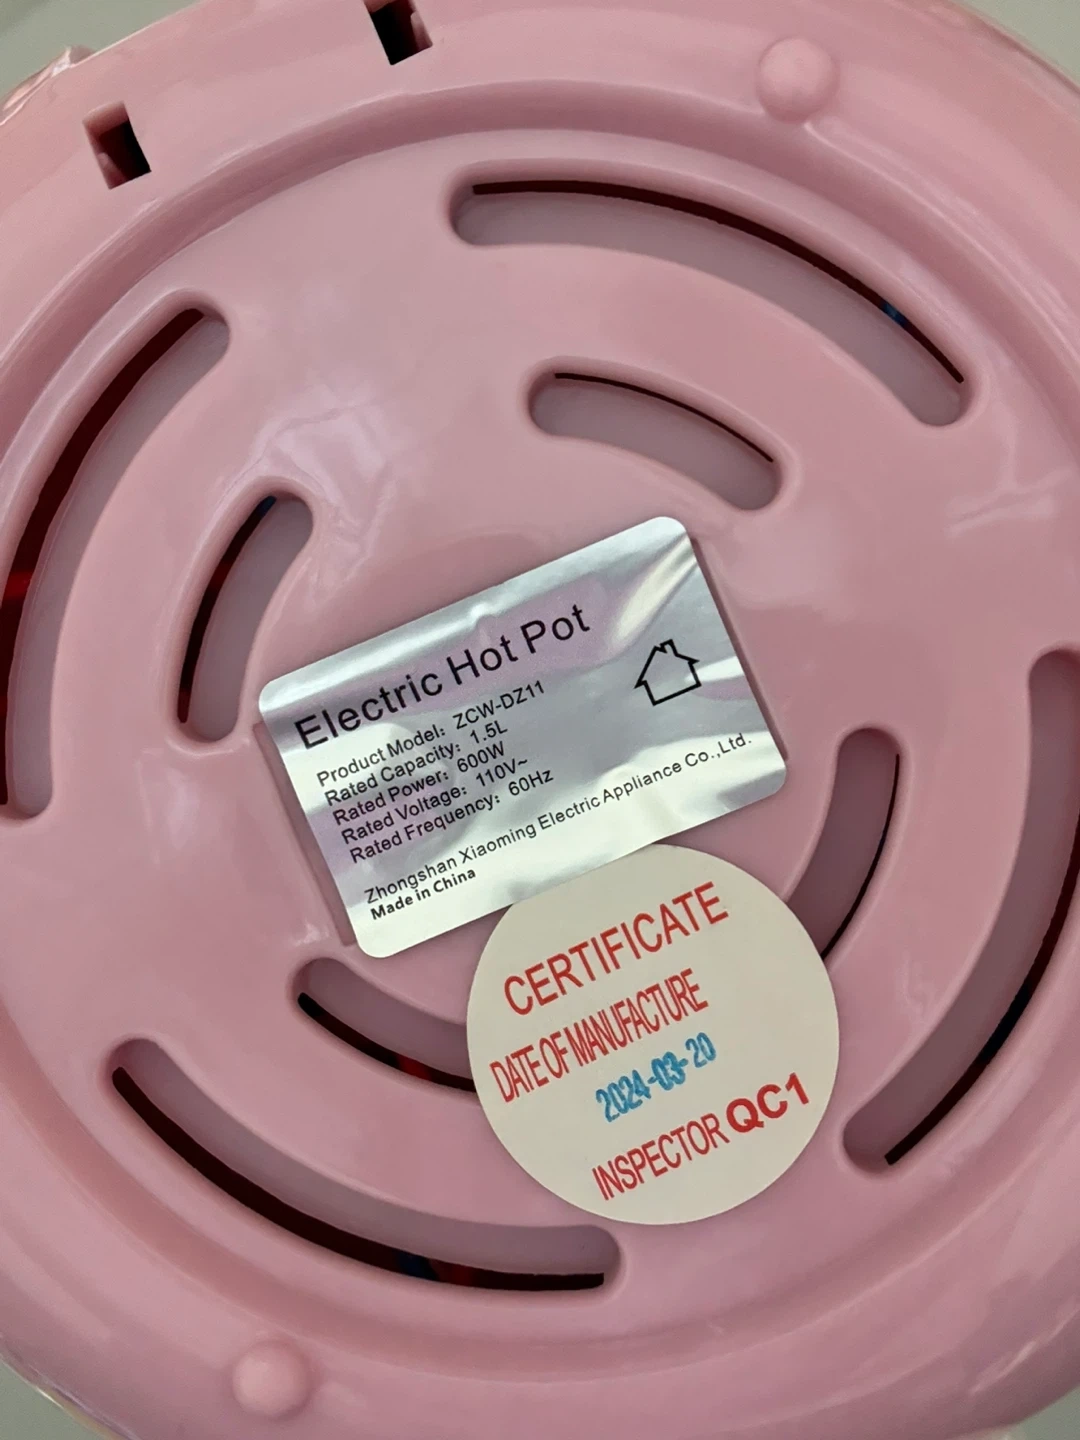 Electric Hot Pot
Product Model: ZCW-DZ11
Rated Capacity: 1.5L
Rated Power: 600W
Rated Voltage: 110V~
Rated Frequency: 60Hz
Zhongshan Xiaoming Electric Appliance Co.,Ltd.
Made in China
CERTIFICATE
DATE OF MANUFACTURE
2024-03-20
INSPECTOR QC1